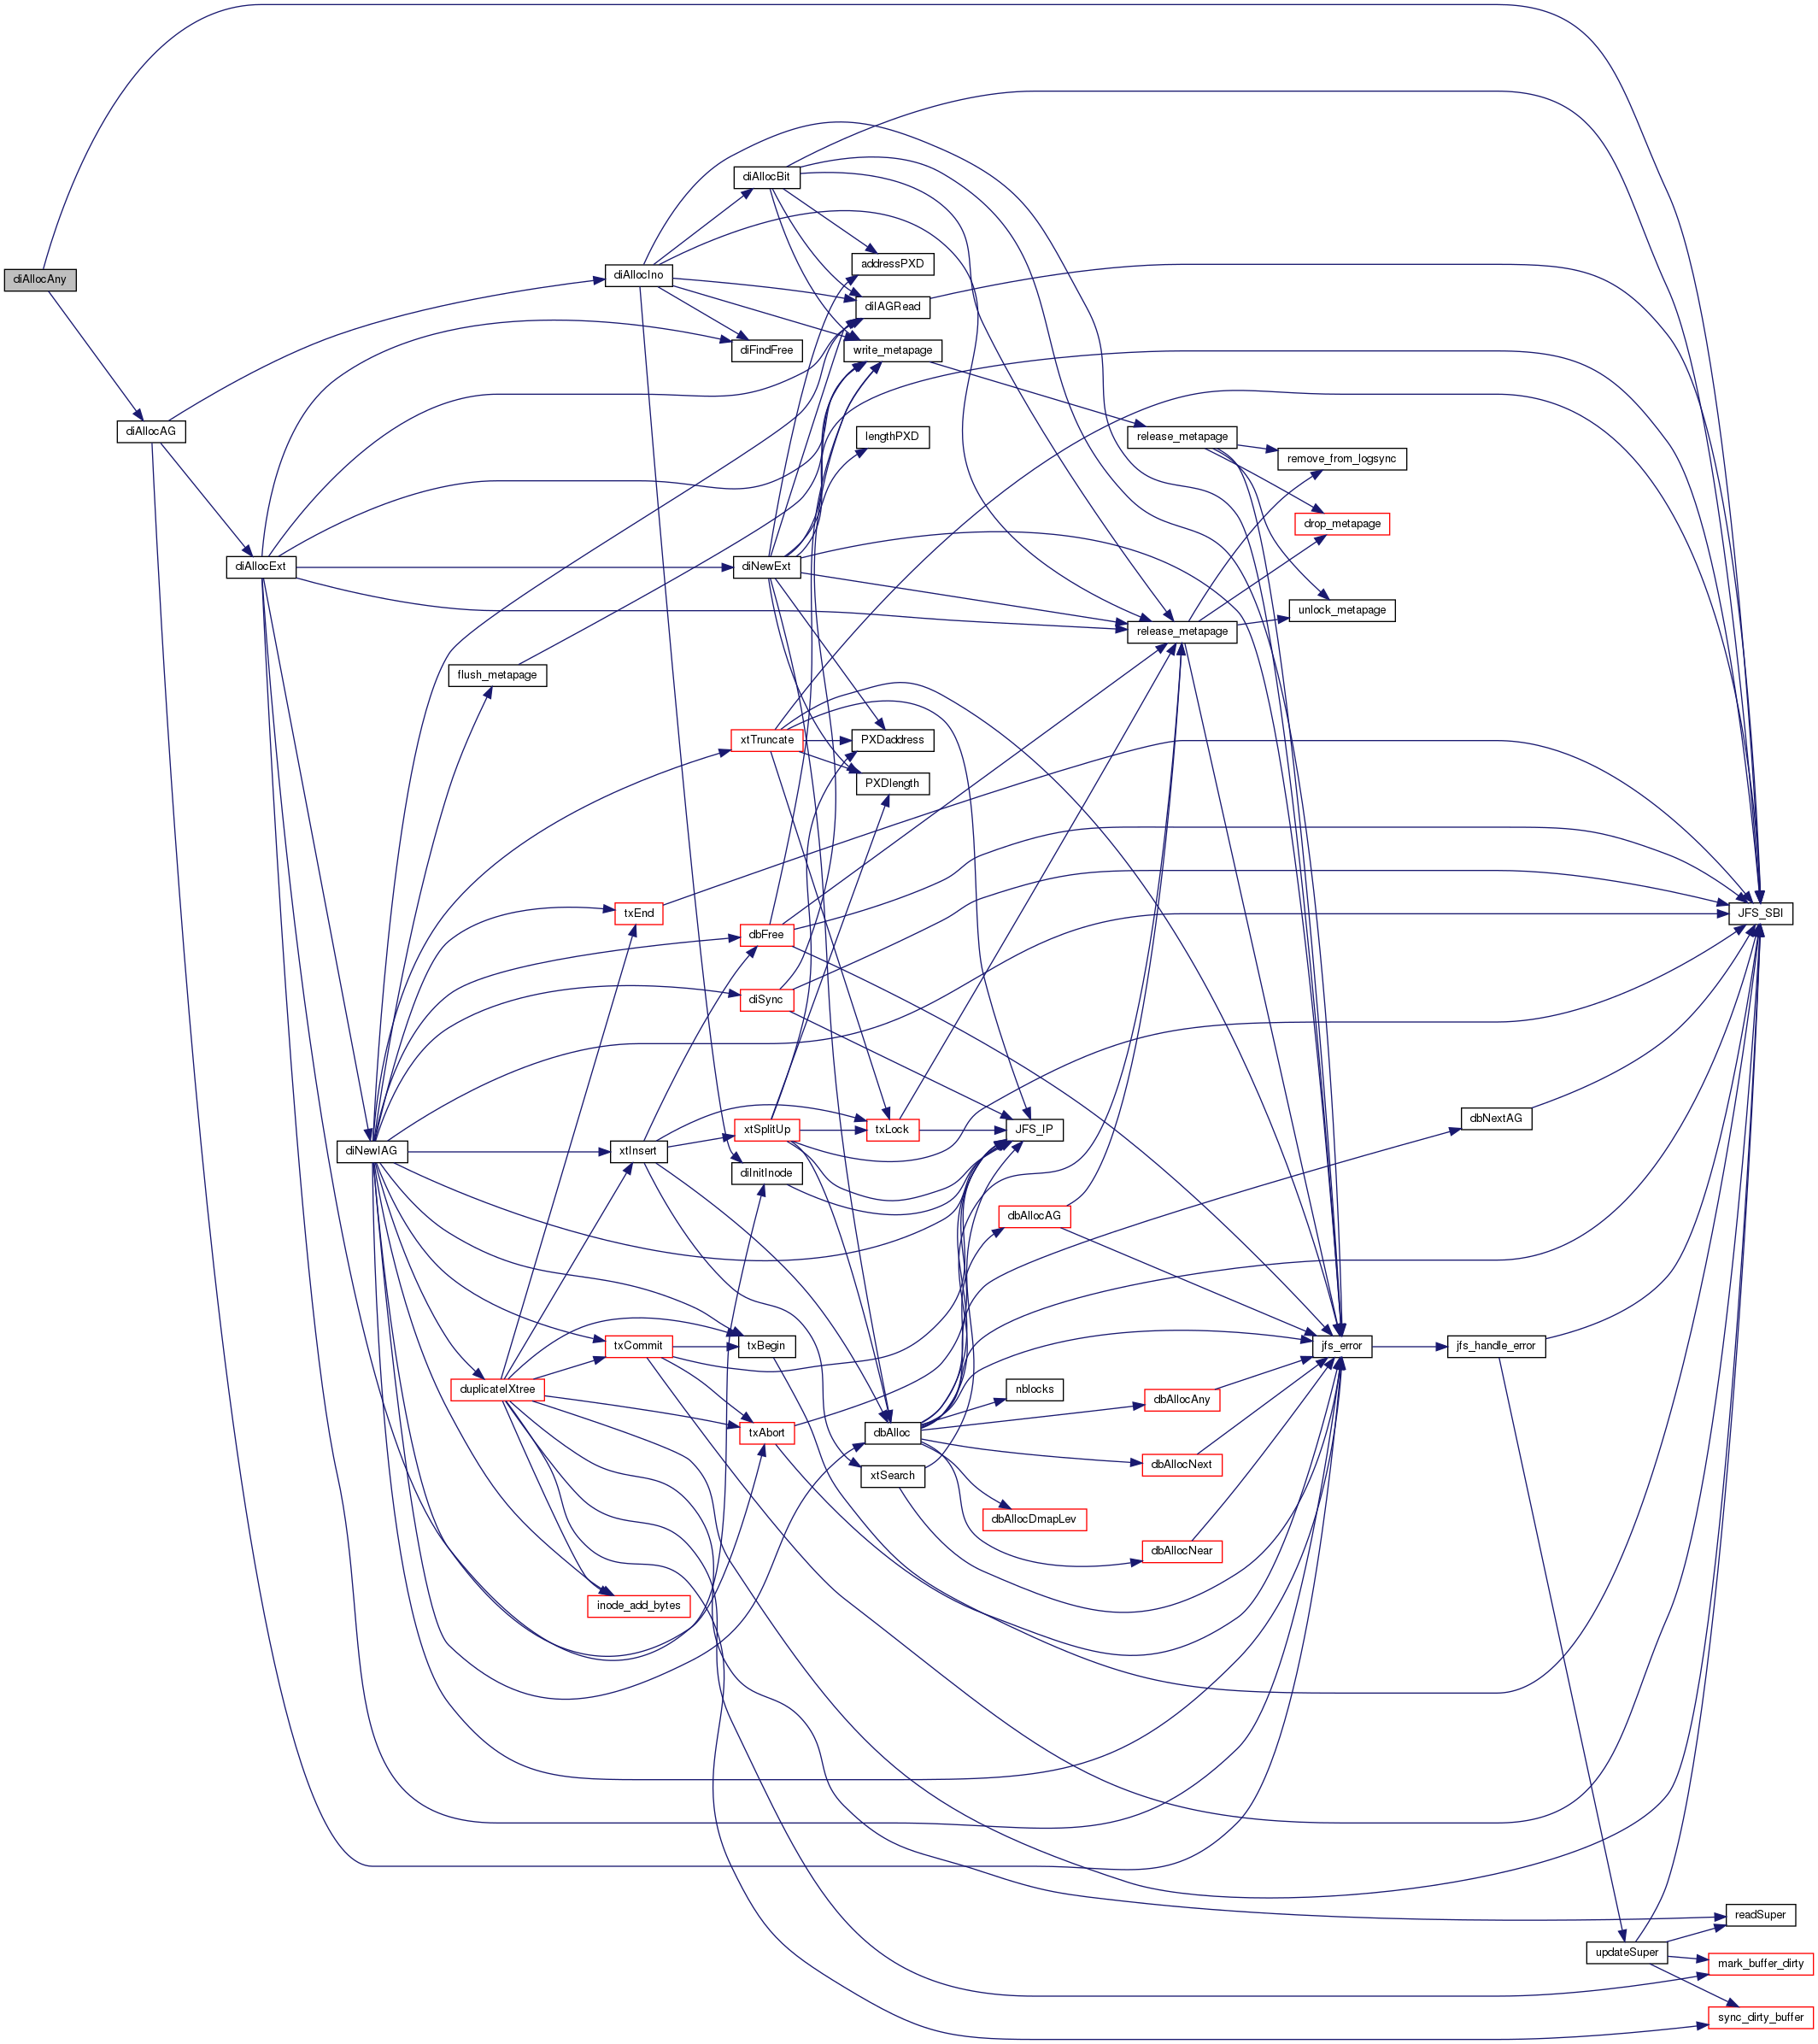 diAllocBit
addressPXD
diAllocIno
diAllocAny
diIAGRead
write_metapage
diFindFree
diAllocAG
lengthPXD
release_metapage
remove_from_logsync
drop_metapage
diAllocExt
diNewExt
unlock_metapage
release_metapage
flush_metapage
xtTruncate
PXDaddress
PXDlength
txEnd
JFS_SBI
dbFree
diSync
dbNextAG
xtSplitUp
txLock
JFS_IP
diNewIAG
xtInsert
diInitInode
dbAllocAG
txCommit
txBegin
jfs_error
jfs_handle_error
duplicateIXtree
nblocks
dbAllocAny
txAbort
dbAlloc
dbAllocNext
xtSearch
dbAllocDmapLev
dbAllocNear
inode_add_bytes
readSuper
updateSuper
mark_buffer_dirty
sync_dirty_buffer